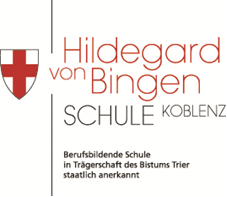 Hildegard
von Bingen
SCHULE KOBLENZ
Berufsbildende Schule
in Trägerschaft des Bistums Trier
staatlich anerkannt